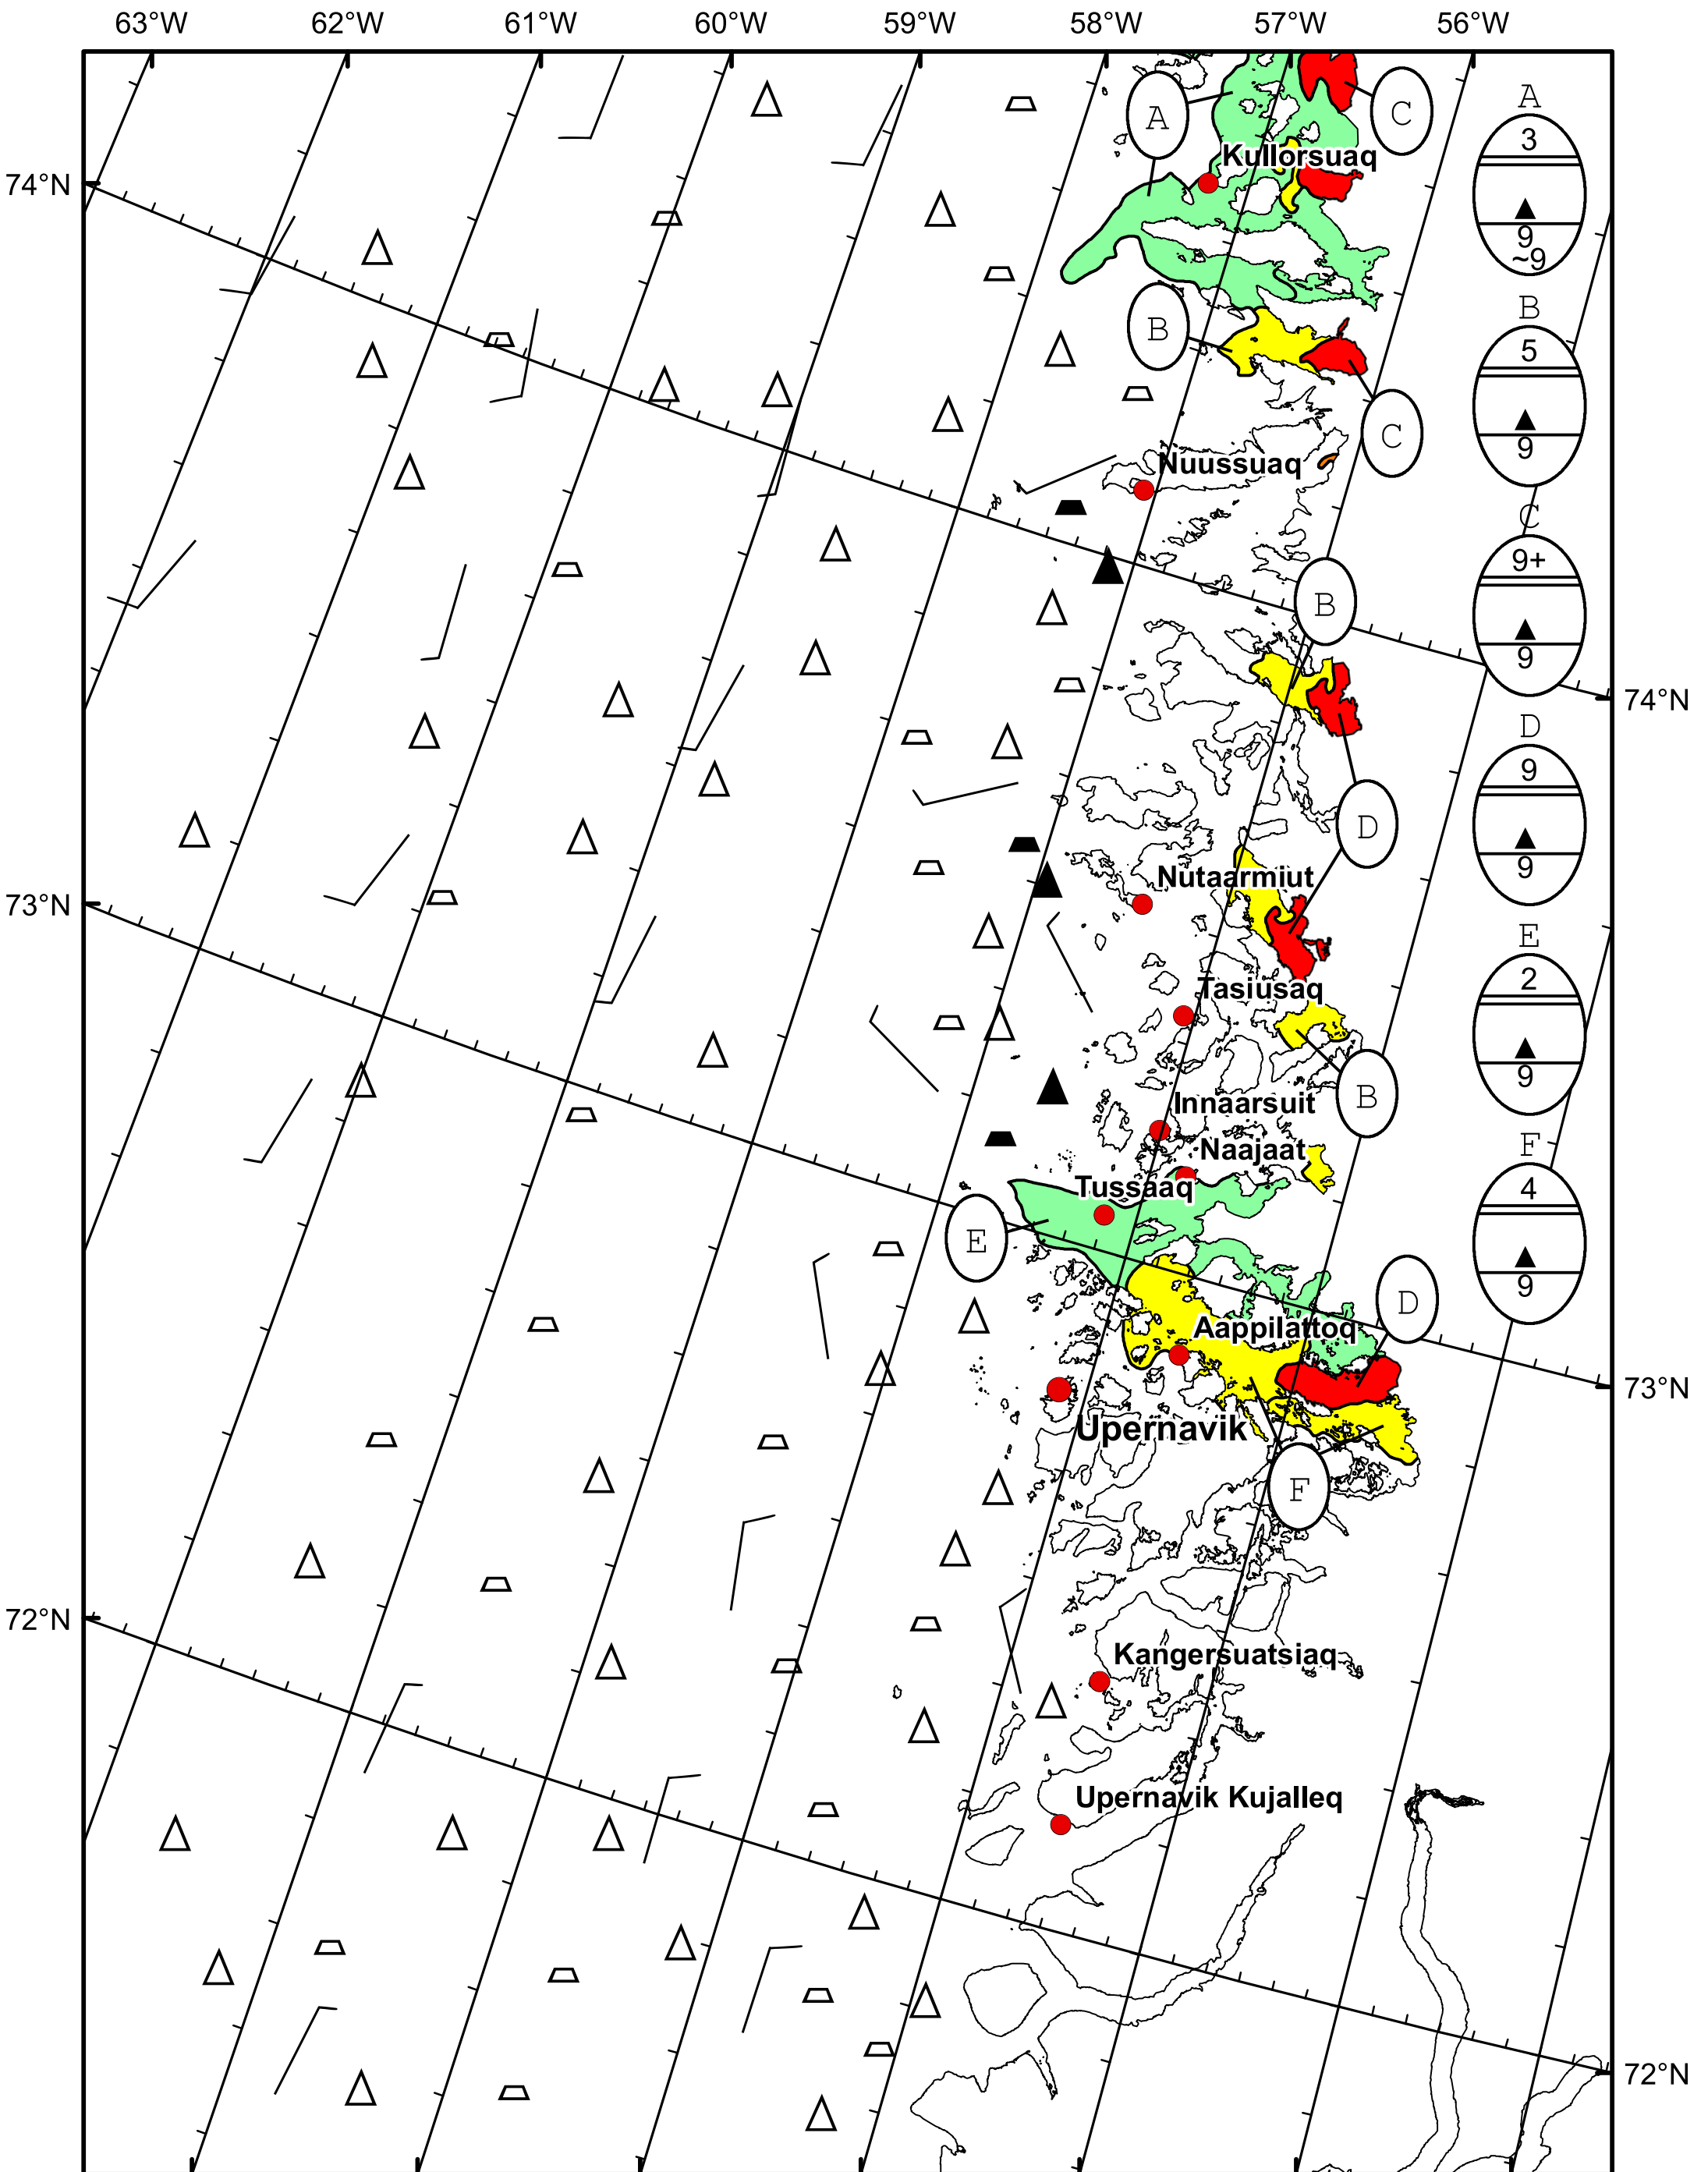 63°W 62°W 61°W 60°W 59°W 58°W 57°W 56°W
A
3
9
~9
A
C
Kullorsuaq
74°N
B
5
9
B
C
Nuussuaq
C
9+
9
B
74°N
D
9
9
D
Nutaarmiut
73°N
E
2
9
Tasiusaq
B
Innaarsuit
Naajaat
F
4
9
Tussaaq
E
D
Aappilattoq
73°N
Upernavik
F
72°N
Kangersuatsiaq
Upernavik Kujalleq
72°N